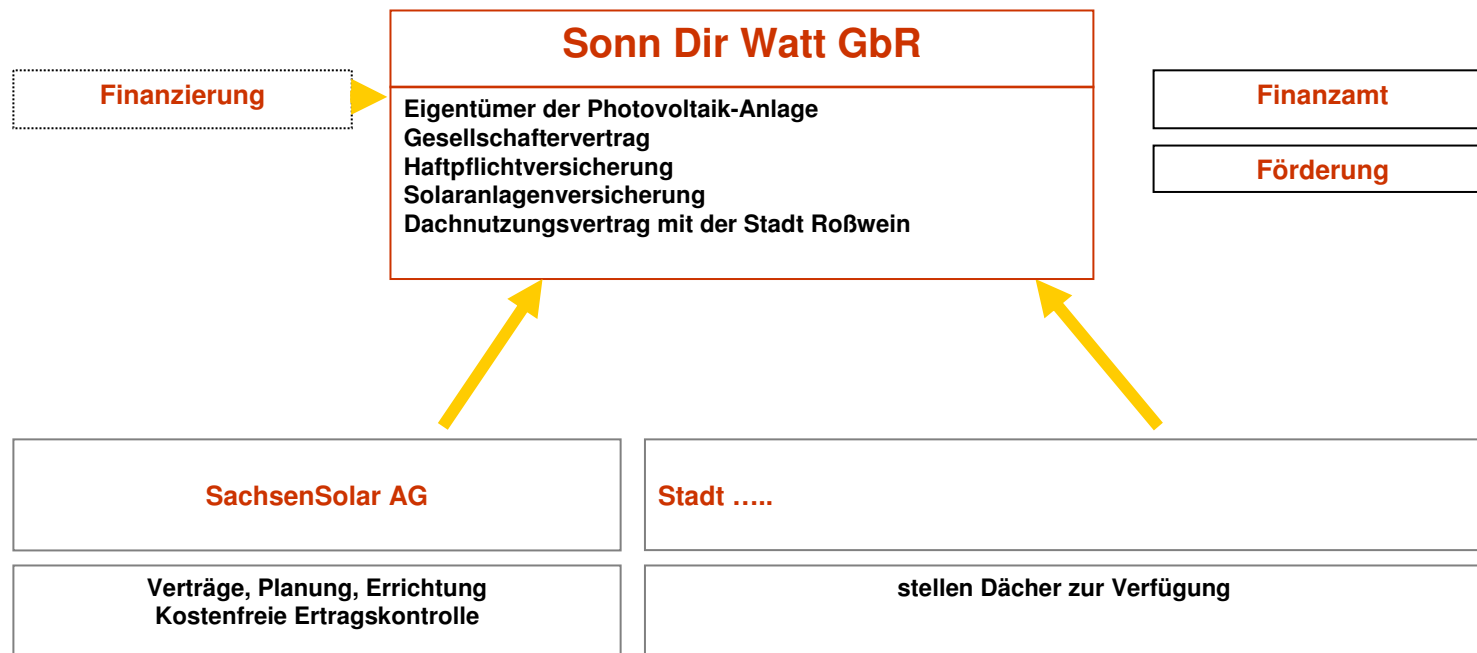 Sonn Dir Watt GbR
Finanzierung
Eigentümer der Photovoltaik-Anlage
Gesellschaftervertrag
Haftpflichtversicherung
Solaranlagenversicherung
Dachnutzungsvertrag mit der Stadt Roßwein
Finanzamt
Förderung
SachsenSolar AG
Stadt …..
Verträge, Planung, Errichtung
Kostenfreie Ertragskontrolle
stellen Dächer zur Verfügung